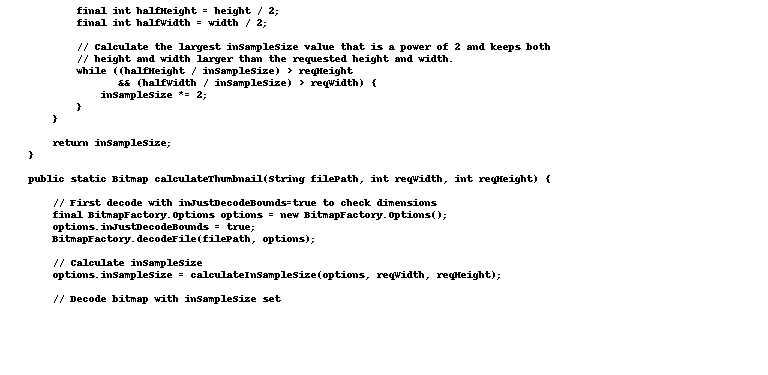 final int halfHeight = height / 2;
final int halfWidth = width / 2;
// Calculate the largest inSampleSize value that is a power of 2 and keeps both
// height and width larger than the requested height and width.
while ((halfHeight / inSampleSize) > reqHeight
&& (halfWidth / inSampleSize) > reqWidth) {
inSampleSize *= 2;
}
}
return inSampleSize;
}
public static Bitmap calculateThumbnail(String filePath, int reqWidth, int reqHeight) {
// First decode with inJustDecodeBounds=true to check dimensions
final BitmapFactory.Options options = new BitmapFactory.Options();
options.inJustDecodeBounds = true;
BitmapFactory.decodeFile(filePath, options);
// Calculate inSampleSize
options.inSampleSize = calculateInSampleSize(options, reqWidth, reqHeight);
// Decode bitmap with inSampleSize set